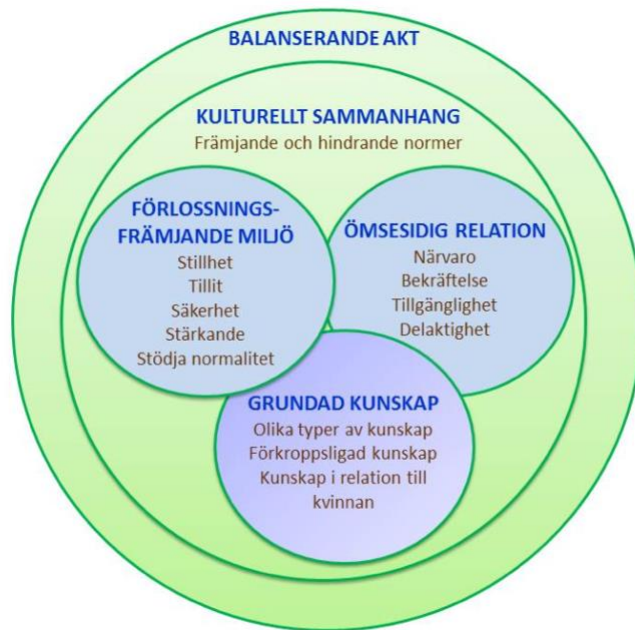 BALANSERANDE AKT
KULTURELLT SAMMANHANG
Främjande och hindrande normer
FÖRLOSSNINGS-
FRÄMJANDE MILJÖ
Stillhet
Tillit
Säkerhet
Stärkande
Stödja normalitet
ÖMSESIDIG RELATION
Närvaro
Bekräftelse
Tillgänglighet
Delaktighet
GRUNDAD KUNSKAP
Olika typer av kunskap
Förkroppsligad kunskap
Kunskap i relation till
kvinnan